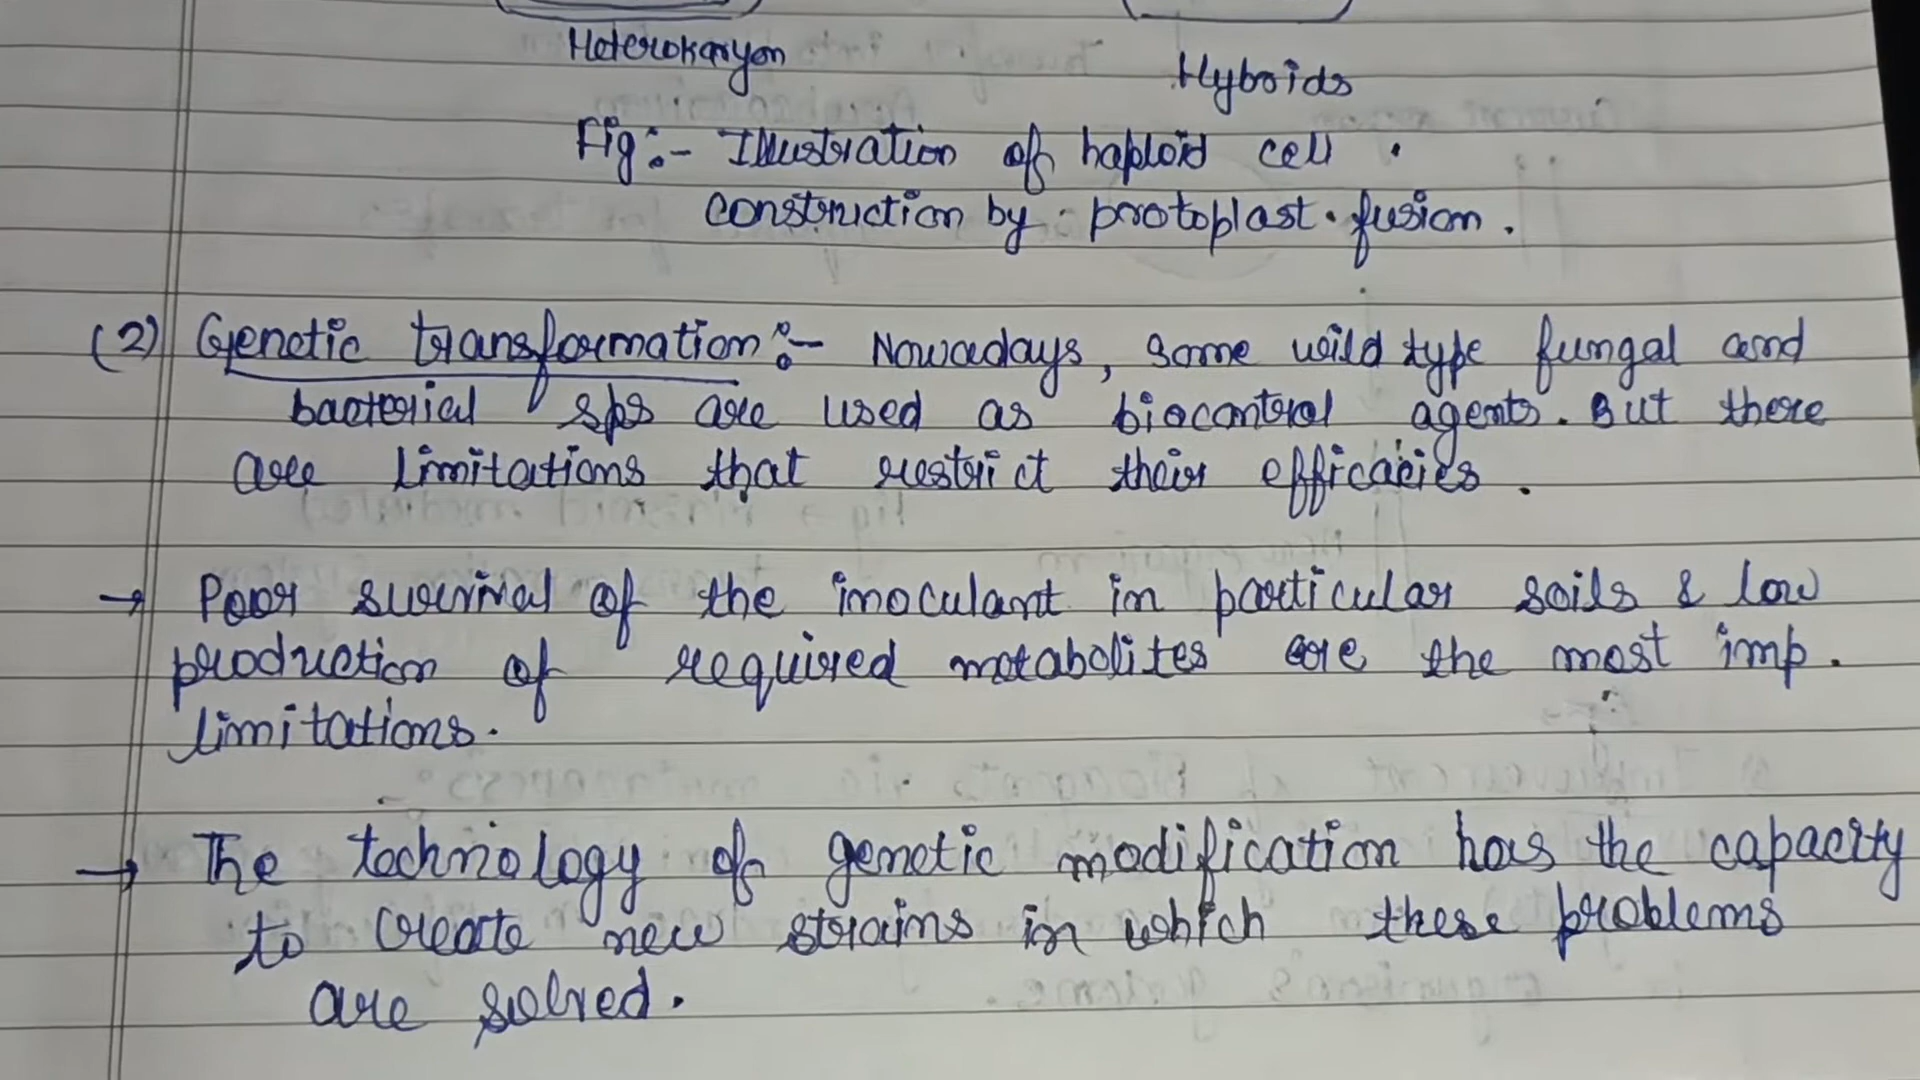 Heterokaryon
Hybrids
Fig:- Illustration of haploid cell
construction by protoplast fusion.
(2) Genetic transformation:- Nowadays, some wild type fungal and
bacterial sps are used as biocontrol agents. But there
are limitations that restrict their efficacies.
→ Poor survival of the inoculant in particular soils & low
production of required metabolites are the most imp.
limitations.
→ The technology of genetic modification has the capacity
to create new strains in which these problems
are solved.